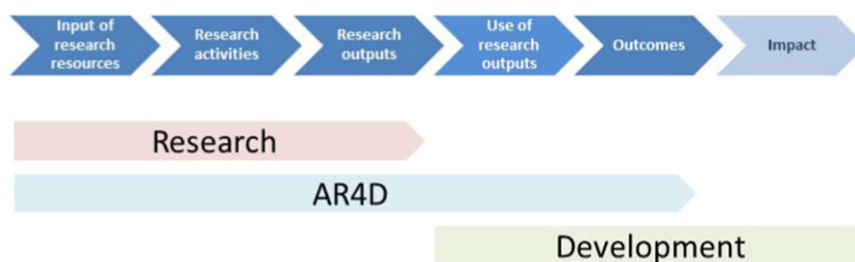 Input of
research
resources
Research
activities
Research
outputs
Use of
research
outputs
Outcomes
Impact
Research
AR4D
Development